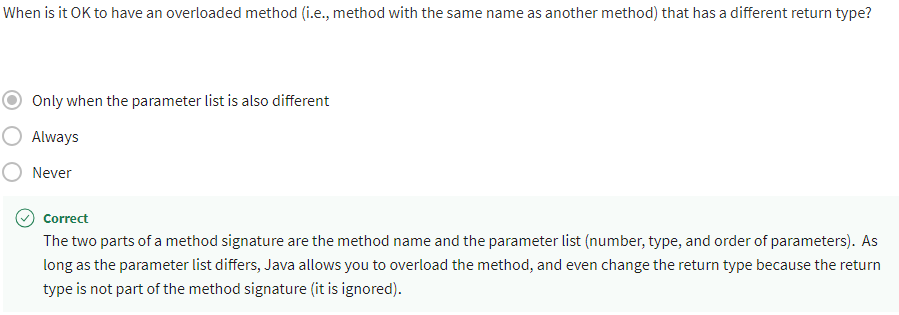 When is it OK to have an overloaded method (i.e., method with the same name as another method) that has a different return type?
Only when the parameter list is also different
Always
Never
Correct
The two parts of a method signature are the method name and the parameter list (number, type, and order of parameters). As
long as the parameter list differs, Java allows you to overload the method, and even change the return type because the return
type is not part of the method signature (it is ignored).